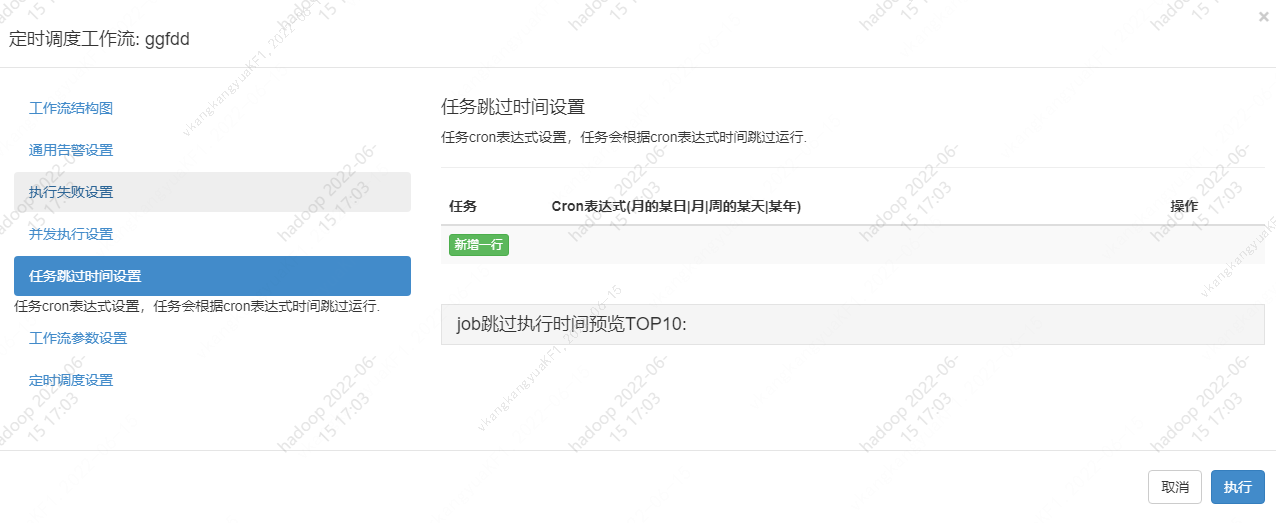 ×
定时调度工作流: ggfdd
工作流结构图
通用告警设置
执行失败设置
并发执行设置
任务跳过时间设置
任务cron表达式设置，任务会根据cron表达式时间跳过运行.
工作流参数设置
定时调度设置
任务跳过时间设置
任务cron表达式设置，任务会根据cron表达式时间跳过运行.
任务 Cron表达式(月的某日|月|周的某天|某年) 操作
新增一行
job跳过执行时间预览TOP10:
取消 执行
hadoop 2022-06-
15 17:03
vkangkangyuaKF1, 2022-06-15